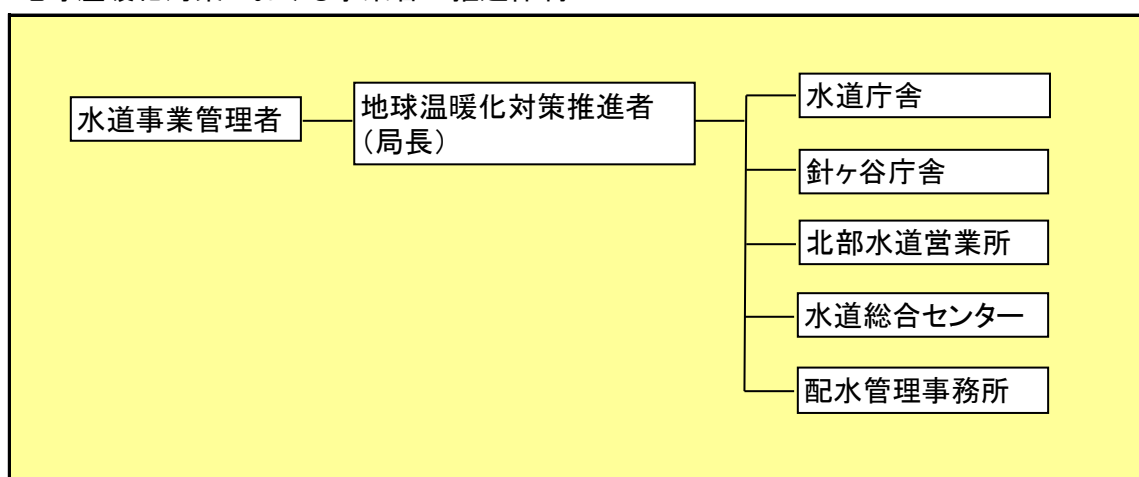 水道事業管理者
地球温暖化対策推進者
（局長）
水道庁舎
針ヶ谷庁舎
北部水道営業所
水道総合センター
配水管理事務所